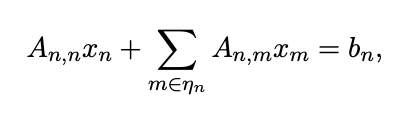 A_{n,n}x_n + \sum_{m \in \eta_n} A_{n,m}x_m = b_n,